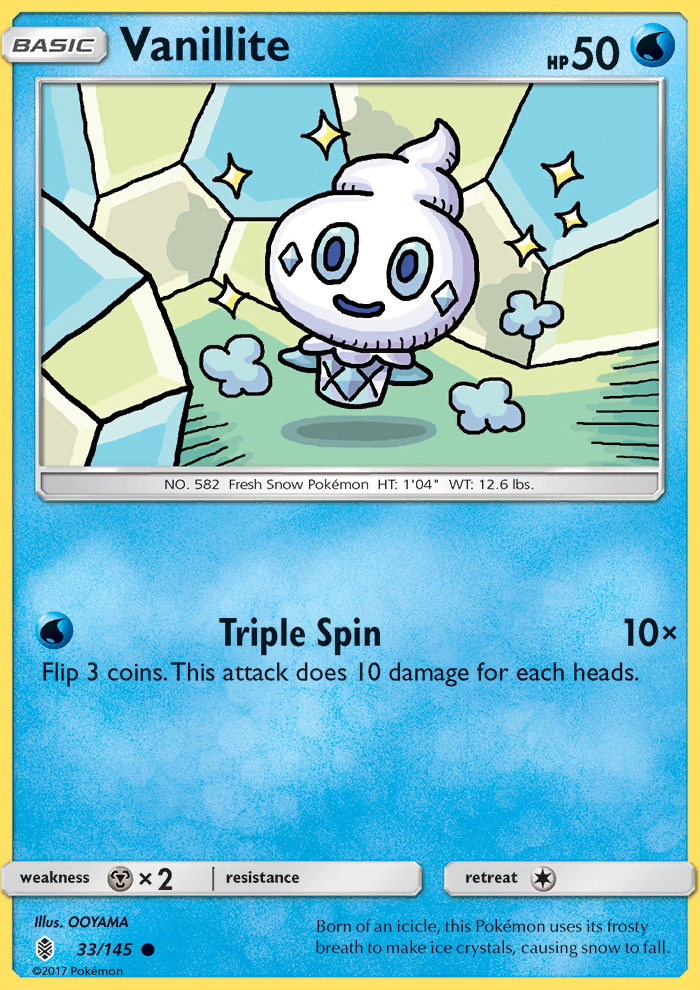 BASIC Vanillite HP 50
NO. 582 Fresh Snow Pokémon HT: 1'04" WT: 12.6 lbs.
Triple Spin 10×
Flip 3 coins. This attack does 10 damage for each heads.
weakness × 2 resistance retreat
Illus. OOYAMA
33/145
©2017 Pokémon
Born of an icicle, this Pokémon uses its frosty
breath to make ice crystals, causing snow to fall.